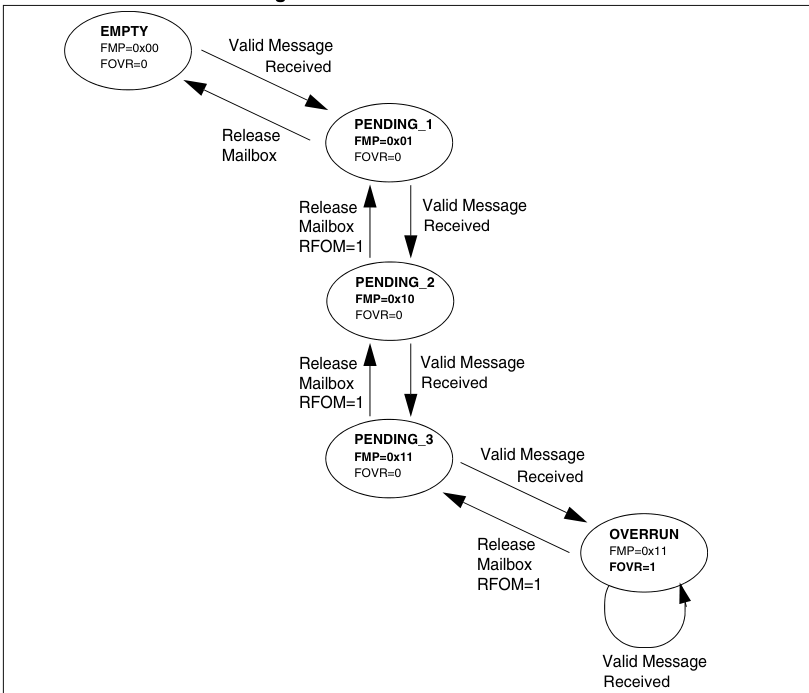 EMPTY
FMP=0x00
FOVR=0
Valid Message
Received
Release
Mailbox
PENDING_1
FMP=0x01
FOVR=0
Release
Mailbox
RFOM=1
Valid Message
Received
PENDING_2
FMP=0x10
FOVR=0
Release
Mailbox
RFOM=1
Valid Message
Received
PENDING_3
FMP=0x11
FOVR=0
Valid Message
Received
Release
Mailbox
RFOM=1
OVERRUN
FMP=0x11
FOVR=1
Valid Message
Received